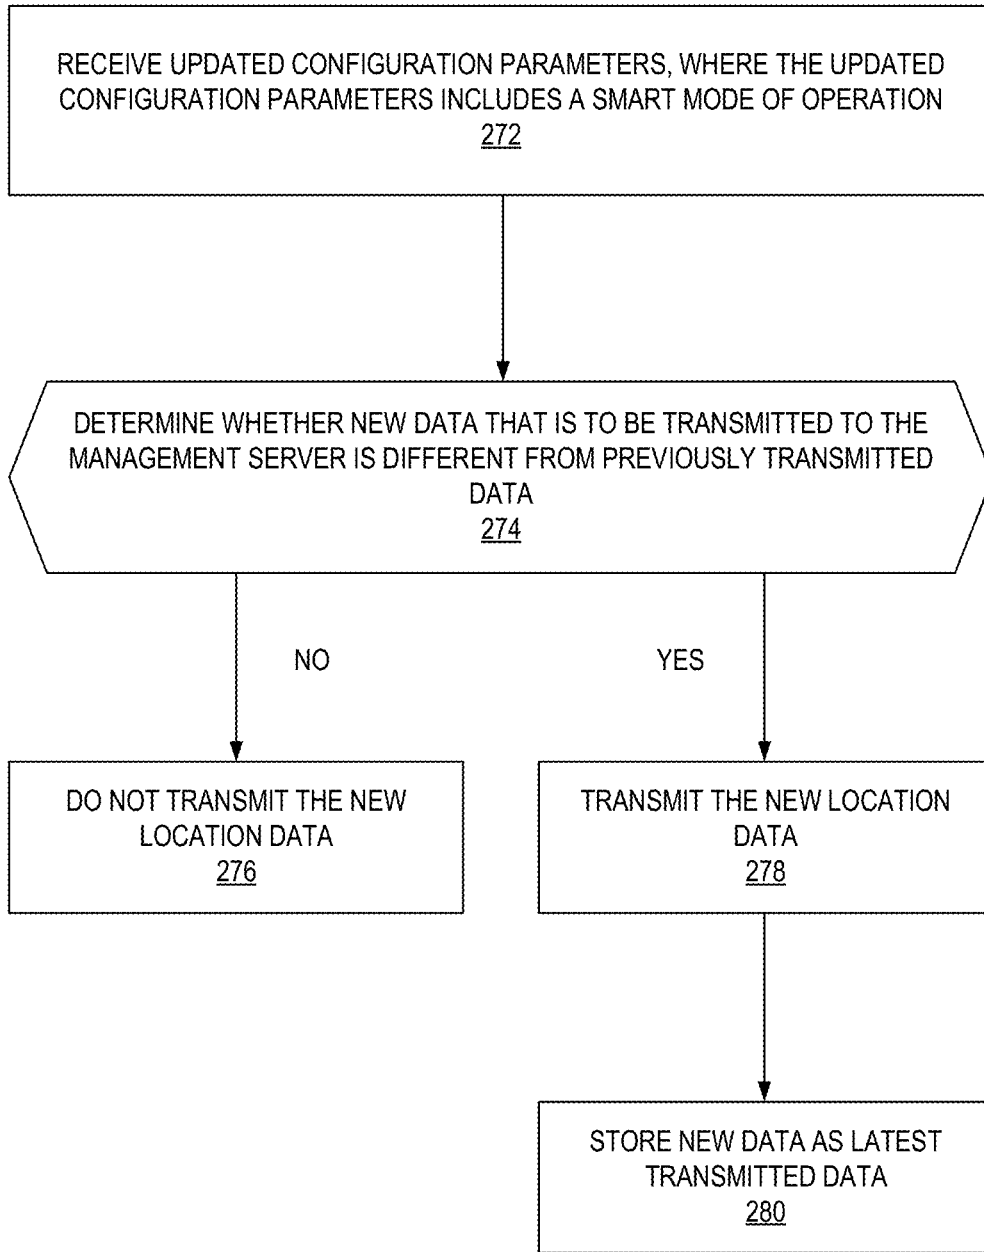 RECEIVE UPDATED CONFIGURATION PARAMETERS, WHERE THE UPDATED
CONFIGURATION PARAMETERS INCLUDES A SMART MODE OF OPERATION
272
DETERMINE WHETHER NEW DATA THAT IS TO BE TRANSMITTED TO THE
MANAGEMENT SERVER IS DIFFERENT FROM PREVIOUSLY TRANSMITTED
DATA
274
NO
YES
DO NOT TRANSMIT THE NEW
LOCATION DATA
276
TRANSMIT THE NEW LOCATION
DATA
278
STORE NEW DATA AS LATEST
TRANSMITTED DATA
280